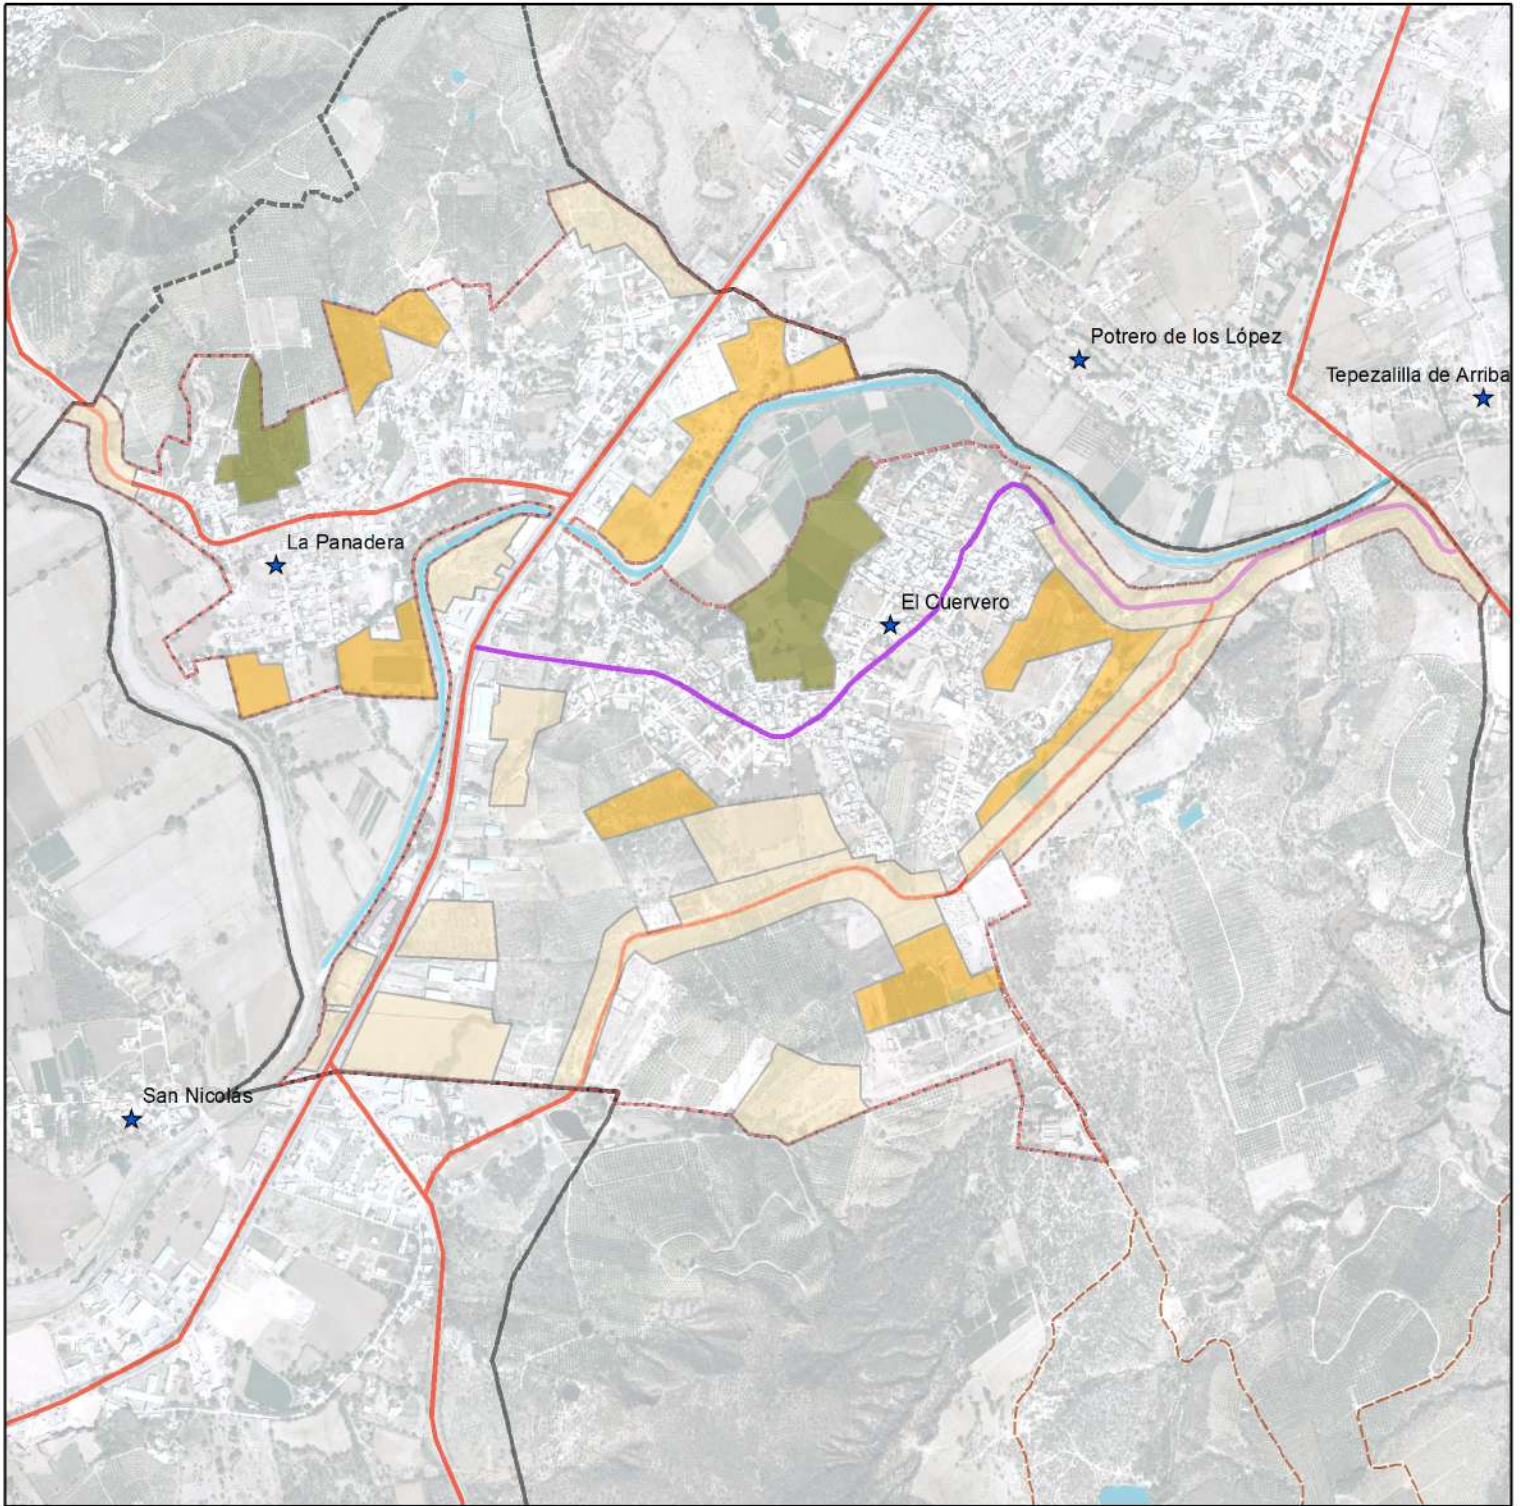 Potrero de los López
Tepezalilla de Arriba
La Panadera
El Cuervero
San Nicolás